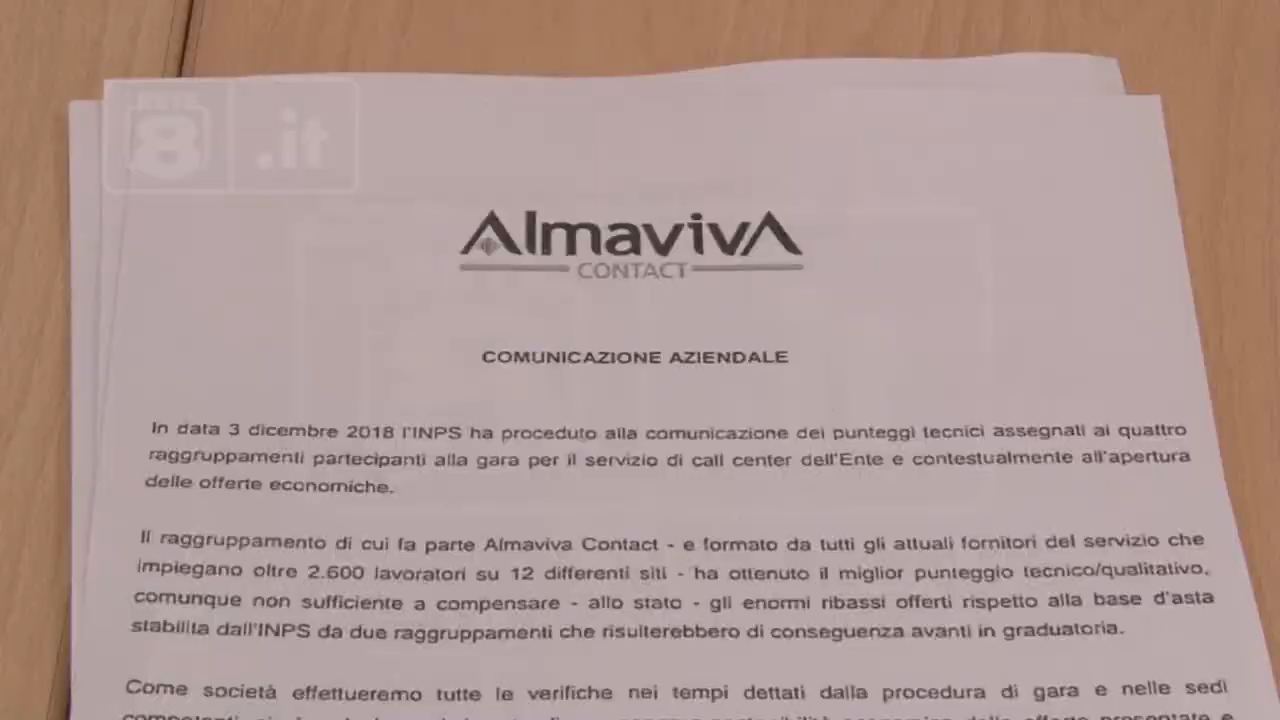 RETE
8 .it
AlmavivA
CONTACT
COMUNICAZIONE AZIENDALE
In data 3 dicembre 2018 l'INPS ha proceduto alla comunicazione dei punteggi tecnici assegnati ai quattro
raggruppamenti partecipanti alla gara per il servizio di call center dell'Ente e contestualmente all'apertura
delle offerte economiche.
Il raggruppamento di cui fa parte Almaviva Contact - e formato da tutti gli attuali fornitori del servizio che
impiegano oltre 2.600 lavoratori su 12 differenti siti - ha ottenuto il miglior punteggio tecnico/qualitativo,
comunque non sufficiente a compensare - allo stato - gli enormi ribassi offerti rispetto alla base d'asta
stabilita dall'INPS da due raggruppamenti che risulterebbero di conseguenza avanti in graduatoria.
Come società effettueremo tutte le verifiche nei tempi dettati dalla procedura di gara e nelle sedi